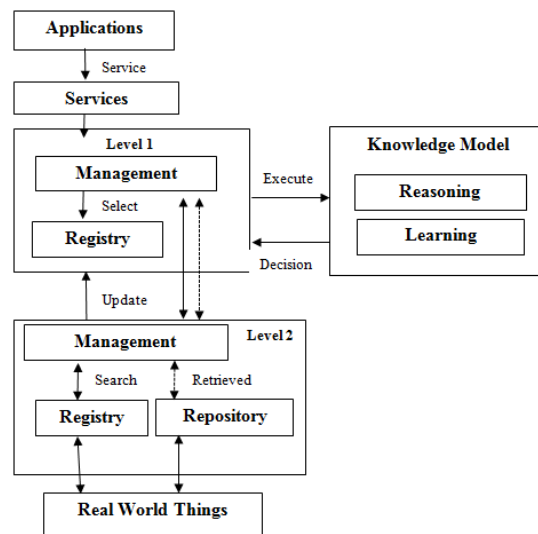 Applications
Service
Services
Level 1
Management
Select
Registry
Execute
Decision
Knowledge Model
Reasoning
Learning
Update
Level 2
Management
Search
Retrieved
Registry
Repository
Real World Things